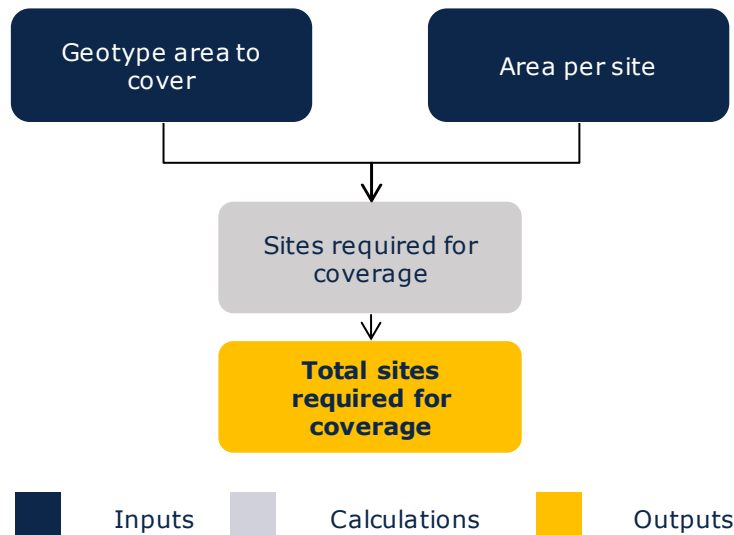 Geotype area to
cover
Area per site
Sites required for
coverage
Total sites
required for
coverage
Inputs
Calculations
Outputs